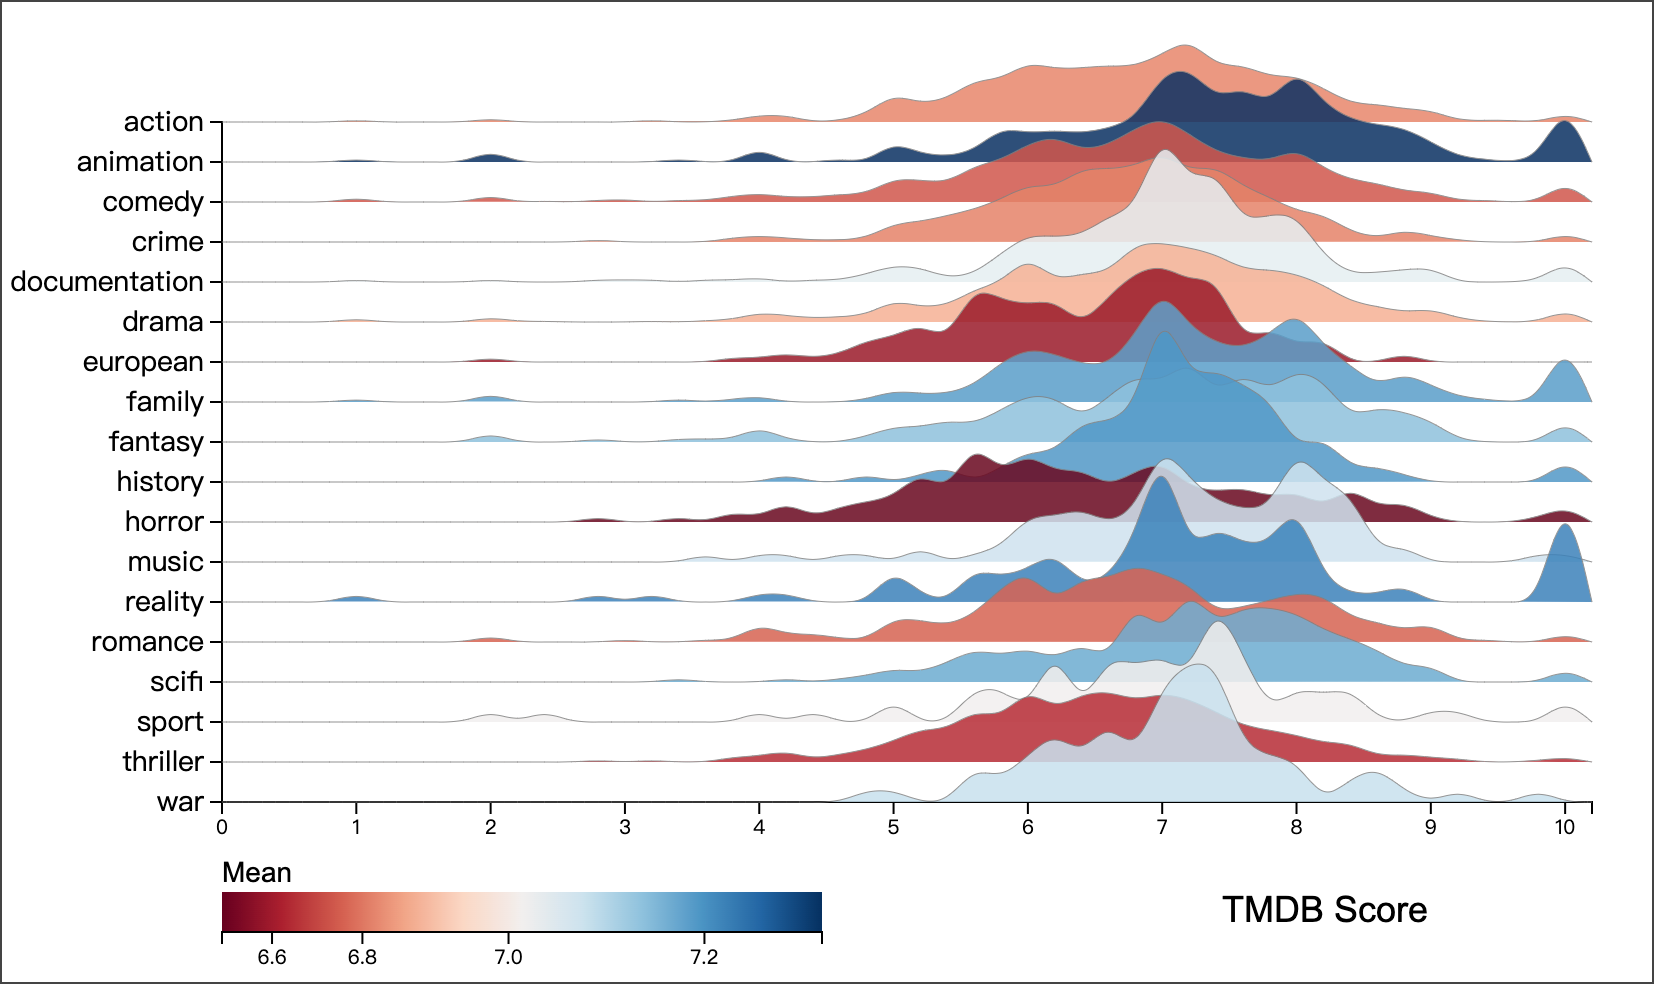 action
animation
comedy
crime
documentation
drama
european
family
fantasy
history
horror
music
reality
romance
scifi
sport
thriller
war
0 1 2 3 4 5 6 7 8 9 10
Mean
TMDB Score
6.6 6.8 7.0 7.2